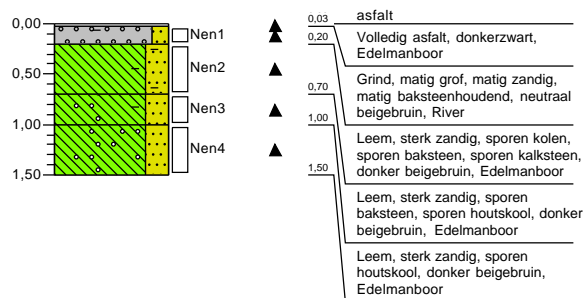 0,00
0,50
1,00
1,50
Nen1
Nen2
Nen3
Nen4
asfalt
0,03
Volledig asfalt, donkerzwart,
Edelmanboor
0,20
Grind, matig grof, matig zandig,
matig baksteenhoudend, neutraal
beigebruin, River
0,70
Leem, sterk zandig, sporen kolen,
sporen baksteen, sporen kalksteen,
donker beigebruin, Edelmanboor
1,00
Leem, sterk zandig, sporen
baksteen, sporen houtskool, donker
beigebruin, Edelmanboor
1,50
Leem, sterk zandig, sporen
houtskool, donker beigebruin,
Edelmanboor